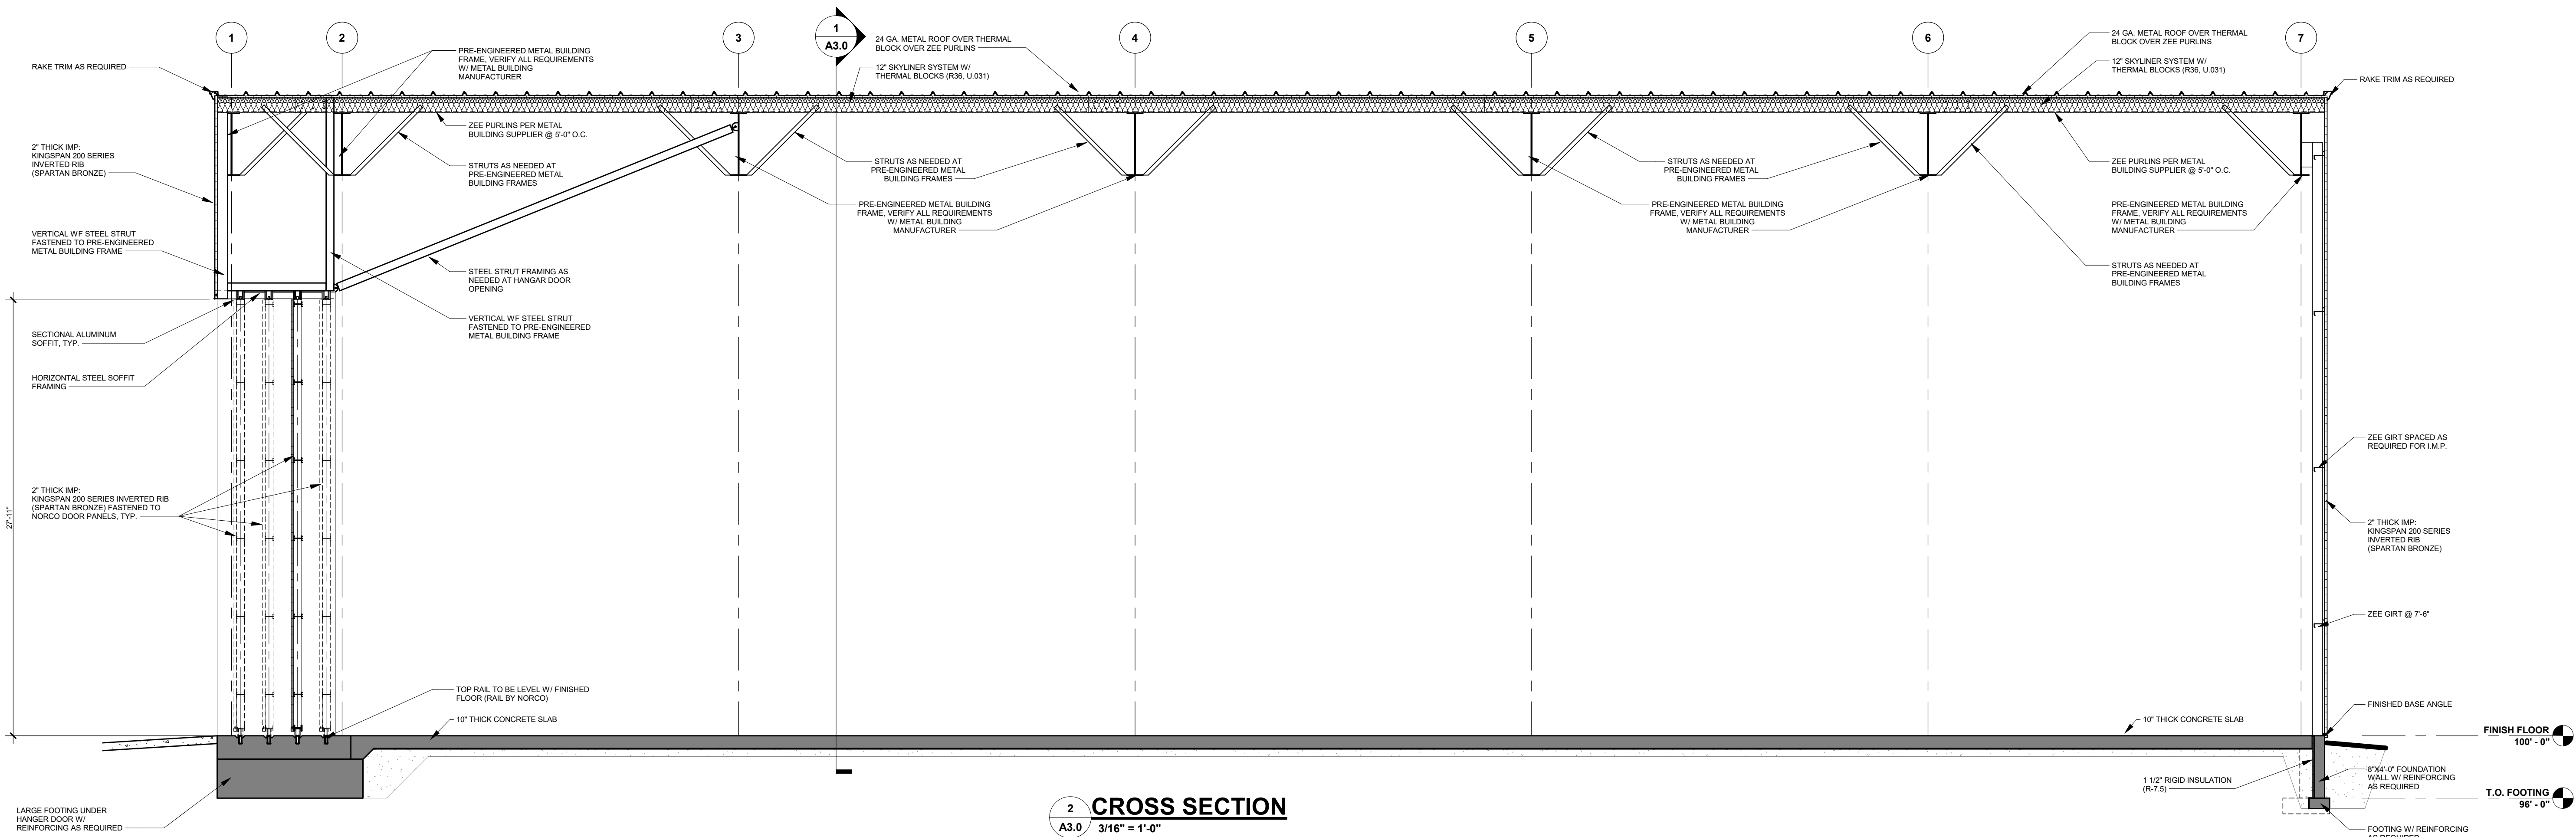 1
2
3
1
A3.0
4
5
6
7
RAKE TRIM AS REQUIRED
PRE-ENGINEERED METAL BUILDING
FRAME, VERIFY ALL REQUIREMENTS
W/ METAL BUILDING
MANUFACTURER
24 GA. METAL ROOF OVER THERMAL
BLOCK OVER ZEE PURLINS
12" SKYLINER SYSTEM W/
THERMAL BLOCKS (R36, U.031)
24 GA. METAL ROOF OVER THERMAL
BLOCK OVER ZEE PURLINS
12" SKYLINER SYSTEM W/
THERMAL BLOCKS (R36, U.031)
RAKE TRIM AS REQUIRED
2" THICK IMP:
KINGSPAN 200 SERIES
INVERTED RIB
(SPARTAN BRONZE)
ZEE PURLINS PER METAL
BUILDING SUPPLIER @ 5'-0" O.C.
STRUTS AS NEEDED AT
PRE-ENGINEERED METAL
BUILDING FRAMES
STRUTS AS NEEDED AT
PRE-ENGINEERED METAL
BUILDING FRAMES
STRUTS AS NEEDED AT
PRE-ENGINEERED METAL
BUILDING FRAMES
ZEE PURLINS PER METAL
BUILDING SUPPLIER @ 5'-0" O.C.
PRE-ENGINEERED METAL BUILDING
FRAME, VERIFY ALL REQUIREMENTS
W/ METAL BUILDING
MANUFACTURER
PRE-ENGINEERED METAL BUILDING
FRAME, VERIFY ALL REQUIREMENTS
W/ METAL BUILDING
MANUFACTURER
PRE-ENGINEERED METAL BUILDING
FRAME, VERIFY ALL REQUIREMENTS
W/ METAL BUILDING
MANUFACTURER
VERTICAL WF STEEL STRUT
FASTENED TO PRE-ENGINEERED
METAL BUILDING FRAME
STEEL STRUT FRAMING AS
NEEDED AT HANGAR DOOR
OPENING
STRUTS AS NEEDED AT
PRE-ENGINEERED METAL
BUILDING FRAMES
VERTICAL WF STEEL STRUT
FASTENED TO PRE-ENGINEERED
METAL BUILDING FRAME
SECTIONAL ALUMINUM
SOFFIT, TYP.
HORIZONTAL STEEL SOFFIT
FRAMING
27'-11"
2" THICK IMP:
KINGSPAN 200 SERIES INVERTED RIB
(SPARTAN BRONZE) FASTENED TO
NORCO DOOR PANELS, TYP.
ZEE GIRT SPACED AS
REQUIRED FOR I.M.P.
2" THICK IMP:
KINGSPAN 200 SERIES
INVERTED RIB
(SPARTAN BRONZE)
ZEE GIRT @ 7'-6"
TOP RAIL TO BE LEVEL W/ FINISHED
FLOOR (RAIL BY NORCO)
10" THICK CONCRETE SLAB
10" THICK CONCRETE SLAB
FINISHED BASE ANGLE
FINISH FLOOR
100' - 0"
1 1/2" RIGID INSULATION
(R-7.5)
8"X4'-0" FOUNDATION
WALL W/ REINFORCING
AS REQUIRED
T.O. FOOTING
96' - 0"
LARGE FOOTING UNDER
HANGER DOOR W/
REINFORCING AS REQUIRED
2
A3.0
CROSS SECTION
3/16" = 1'-0"
FOOTING W/ REINFORCING
AS REQUIRED